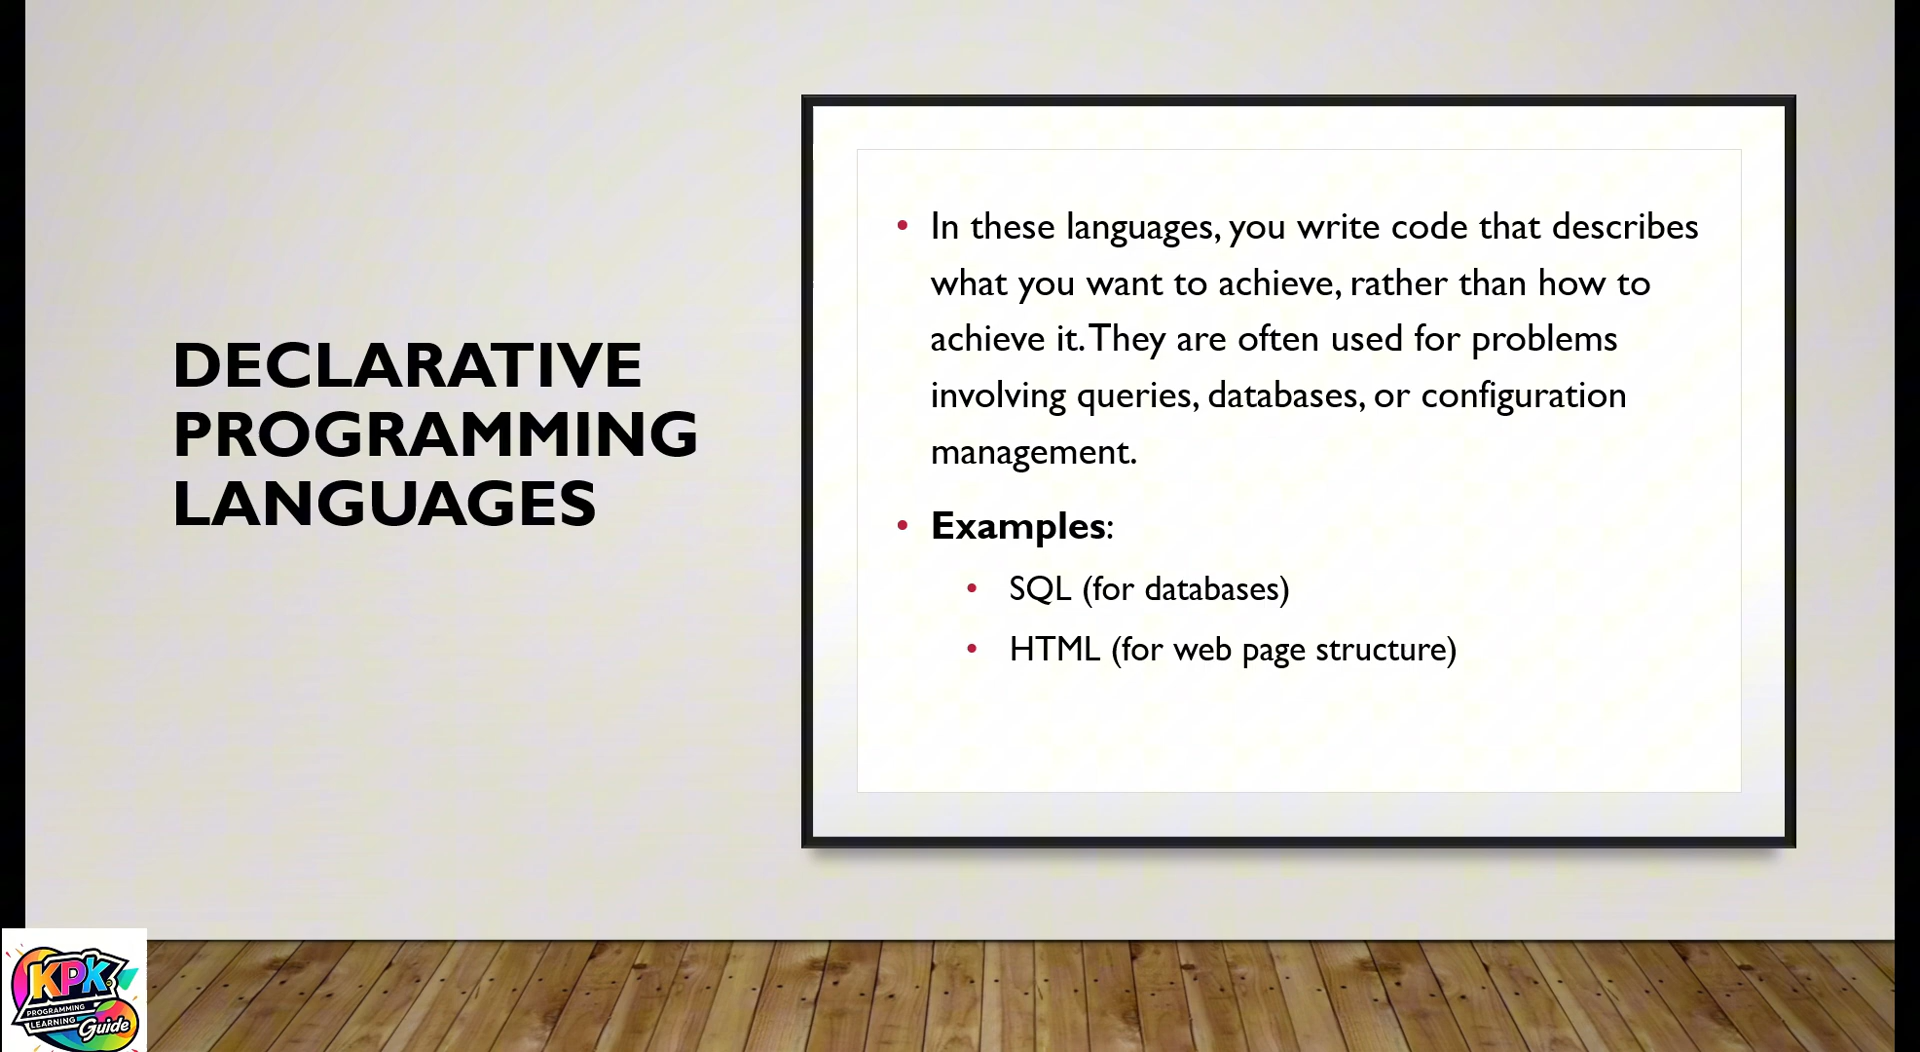 DECLARATIVE
PROGRAMMING
LANGUAGES
• In these languages, you write code that describes
what you want to achieve, rather than how to
achieve it. They are often used for problems
involving queries, databases, or configuration
management.
• Examples:
• SQL (for databases)
• HTML (for web page structure)
KPK
PROGRAMMING
LEARNING
Guide